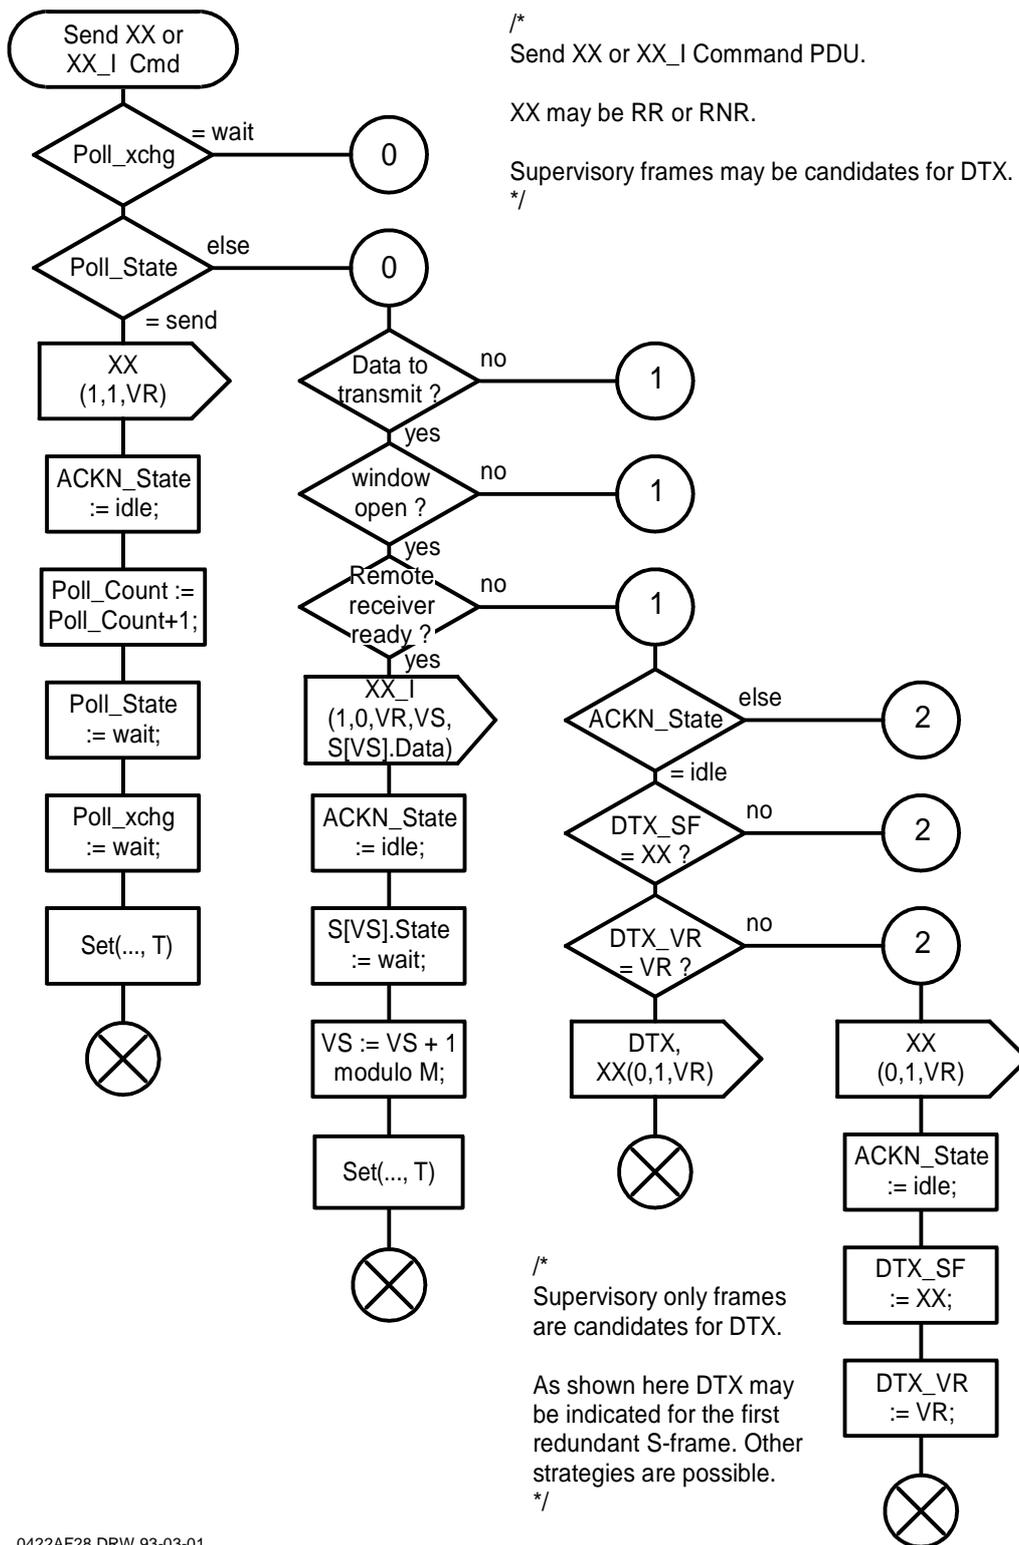 Send XX or
XX_I Cmd
/*
Send XX or XX_I Command PDU.
XX may be RR or RNR.
Supervisory frames may be candidates for DTX.
*/
Poll_xchg
= wait
0
Poll_State
else
0
= send
XX
(1,1,VR)
ACKN_State
:= idle;
Poll_Count :=
Poll_Count+1;
Poll_State
:= wait;
Poll_xchg
:= wait;
Set(..., T)
Data to
transmit ?
no
1
yes
window
open ?
no
1
yes
Remote
receiver
ready ?
no
1
yes
XX_I
(1,0,VR,VS,
S[VS].Data)
ACKN_State
:= idle;
S[VS].State
:= wait;
VS := VS + 1
modulo M;
Set(..., T)
ACKN_State
else
2
= idle
DTX_SF
= XX ?
no
2
DTX_VR
= VR ?
no
2
DTX,
XX(0,1,VR)
XX
(0,1,VR)
ACKN_State
:= idle;
DTX_SF
:= XX;
DTX_VR
:= VR;
/*
Supervisory only frames
are candidates for DTX.
As shown here DTX may
be indicated for the first
redundant S-frame. Other
strategies are possible.
*/
0422AF28.DRW 93-03-01